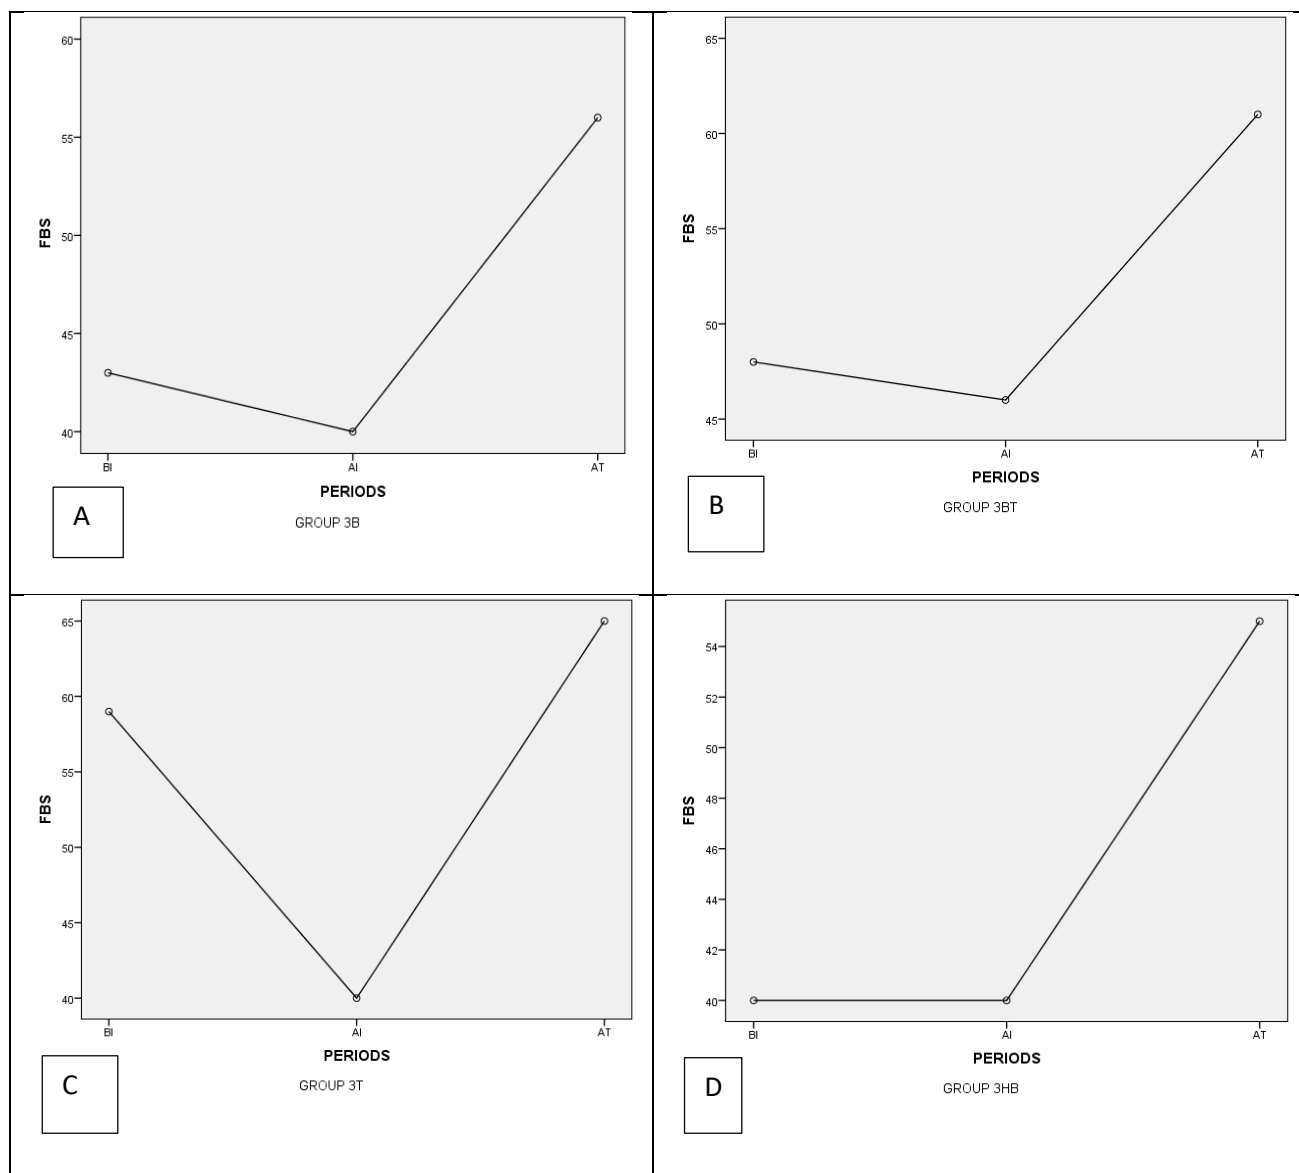 60
55
50
45
40
FBS
BI AI AT
PERIODS
GROUP 3B
A
65
60
55
50
45
FBS
BI AI AT
PERIODS
GROUP 3BT
B
65
60
55
50
45
40
FBS
BI AI AT
PERIODS
GROUP 3T
C
54
52
50
48
46
44
42
40
FBS
BI AI AT
PERIODS
GROUP 3HB
D